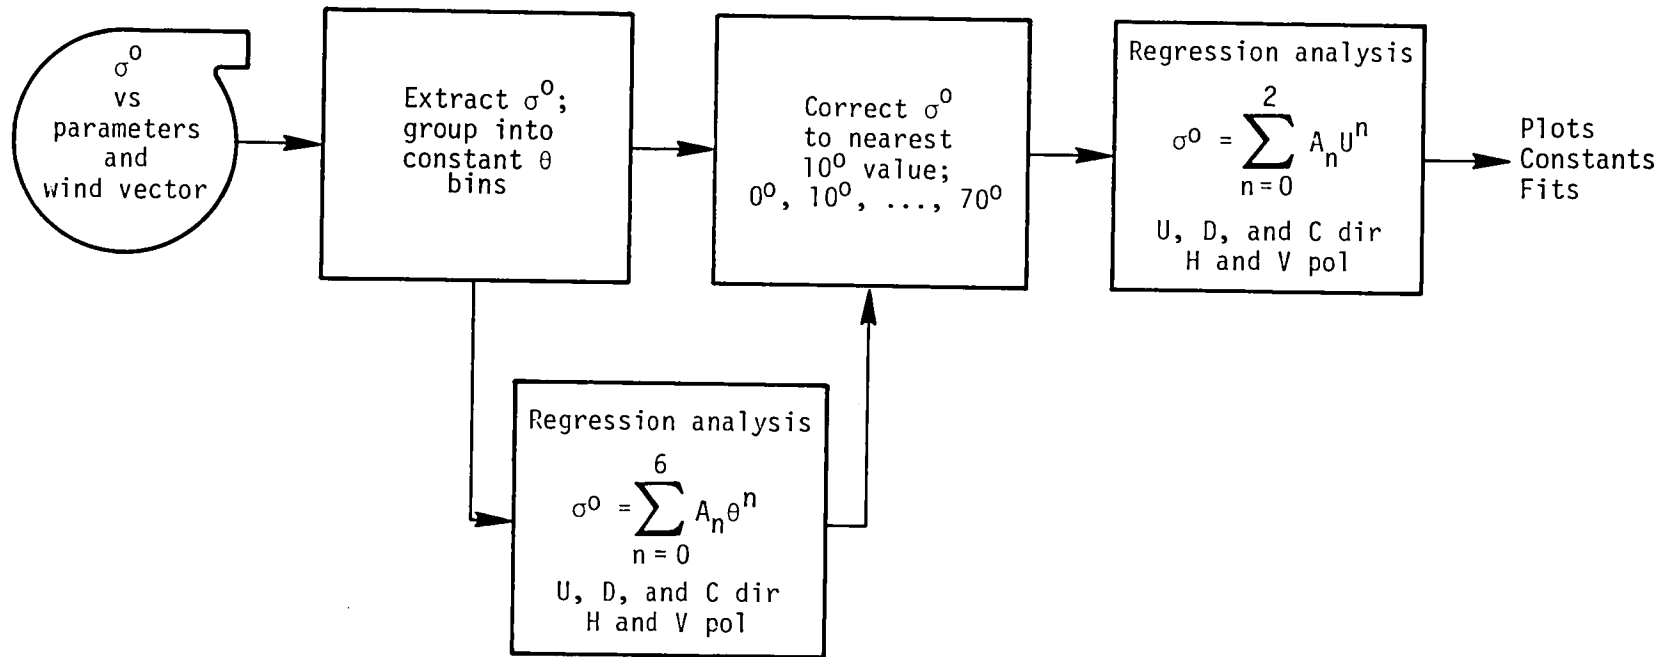 σ⁰
vs
parameters
and
wind vector
Extract σ⁰;
group into
constant θ
bins
Correct σ⁰
to nearest
10⁰ value;
0⁰, 10⁰, ..., 70⁰
Regression analysis
2
σ⁰ = ∑ AₙUⁿ
n = 0
U, D, and C dir
H and V pol
Plots
Constants
Fits
Regression analysis
6
σ⁰ = ∑ Aₙθⁿ
n = 0
U, D, and C dir
H and V pol